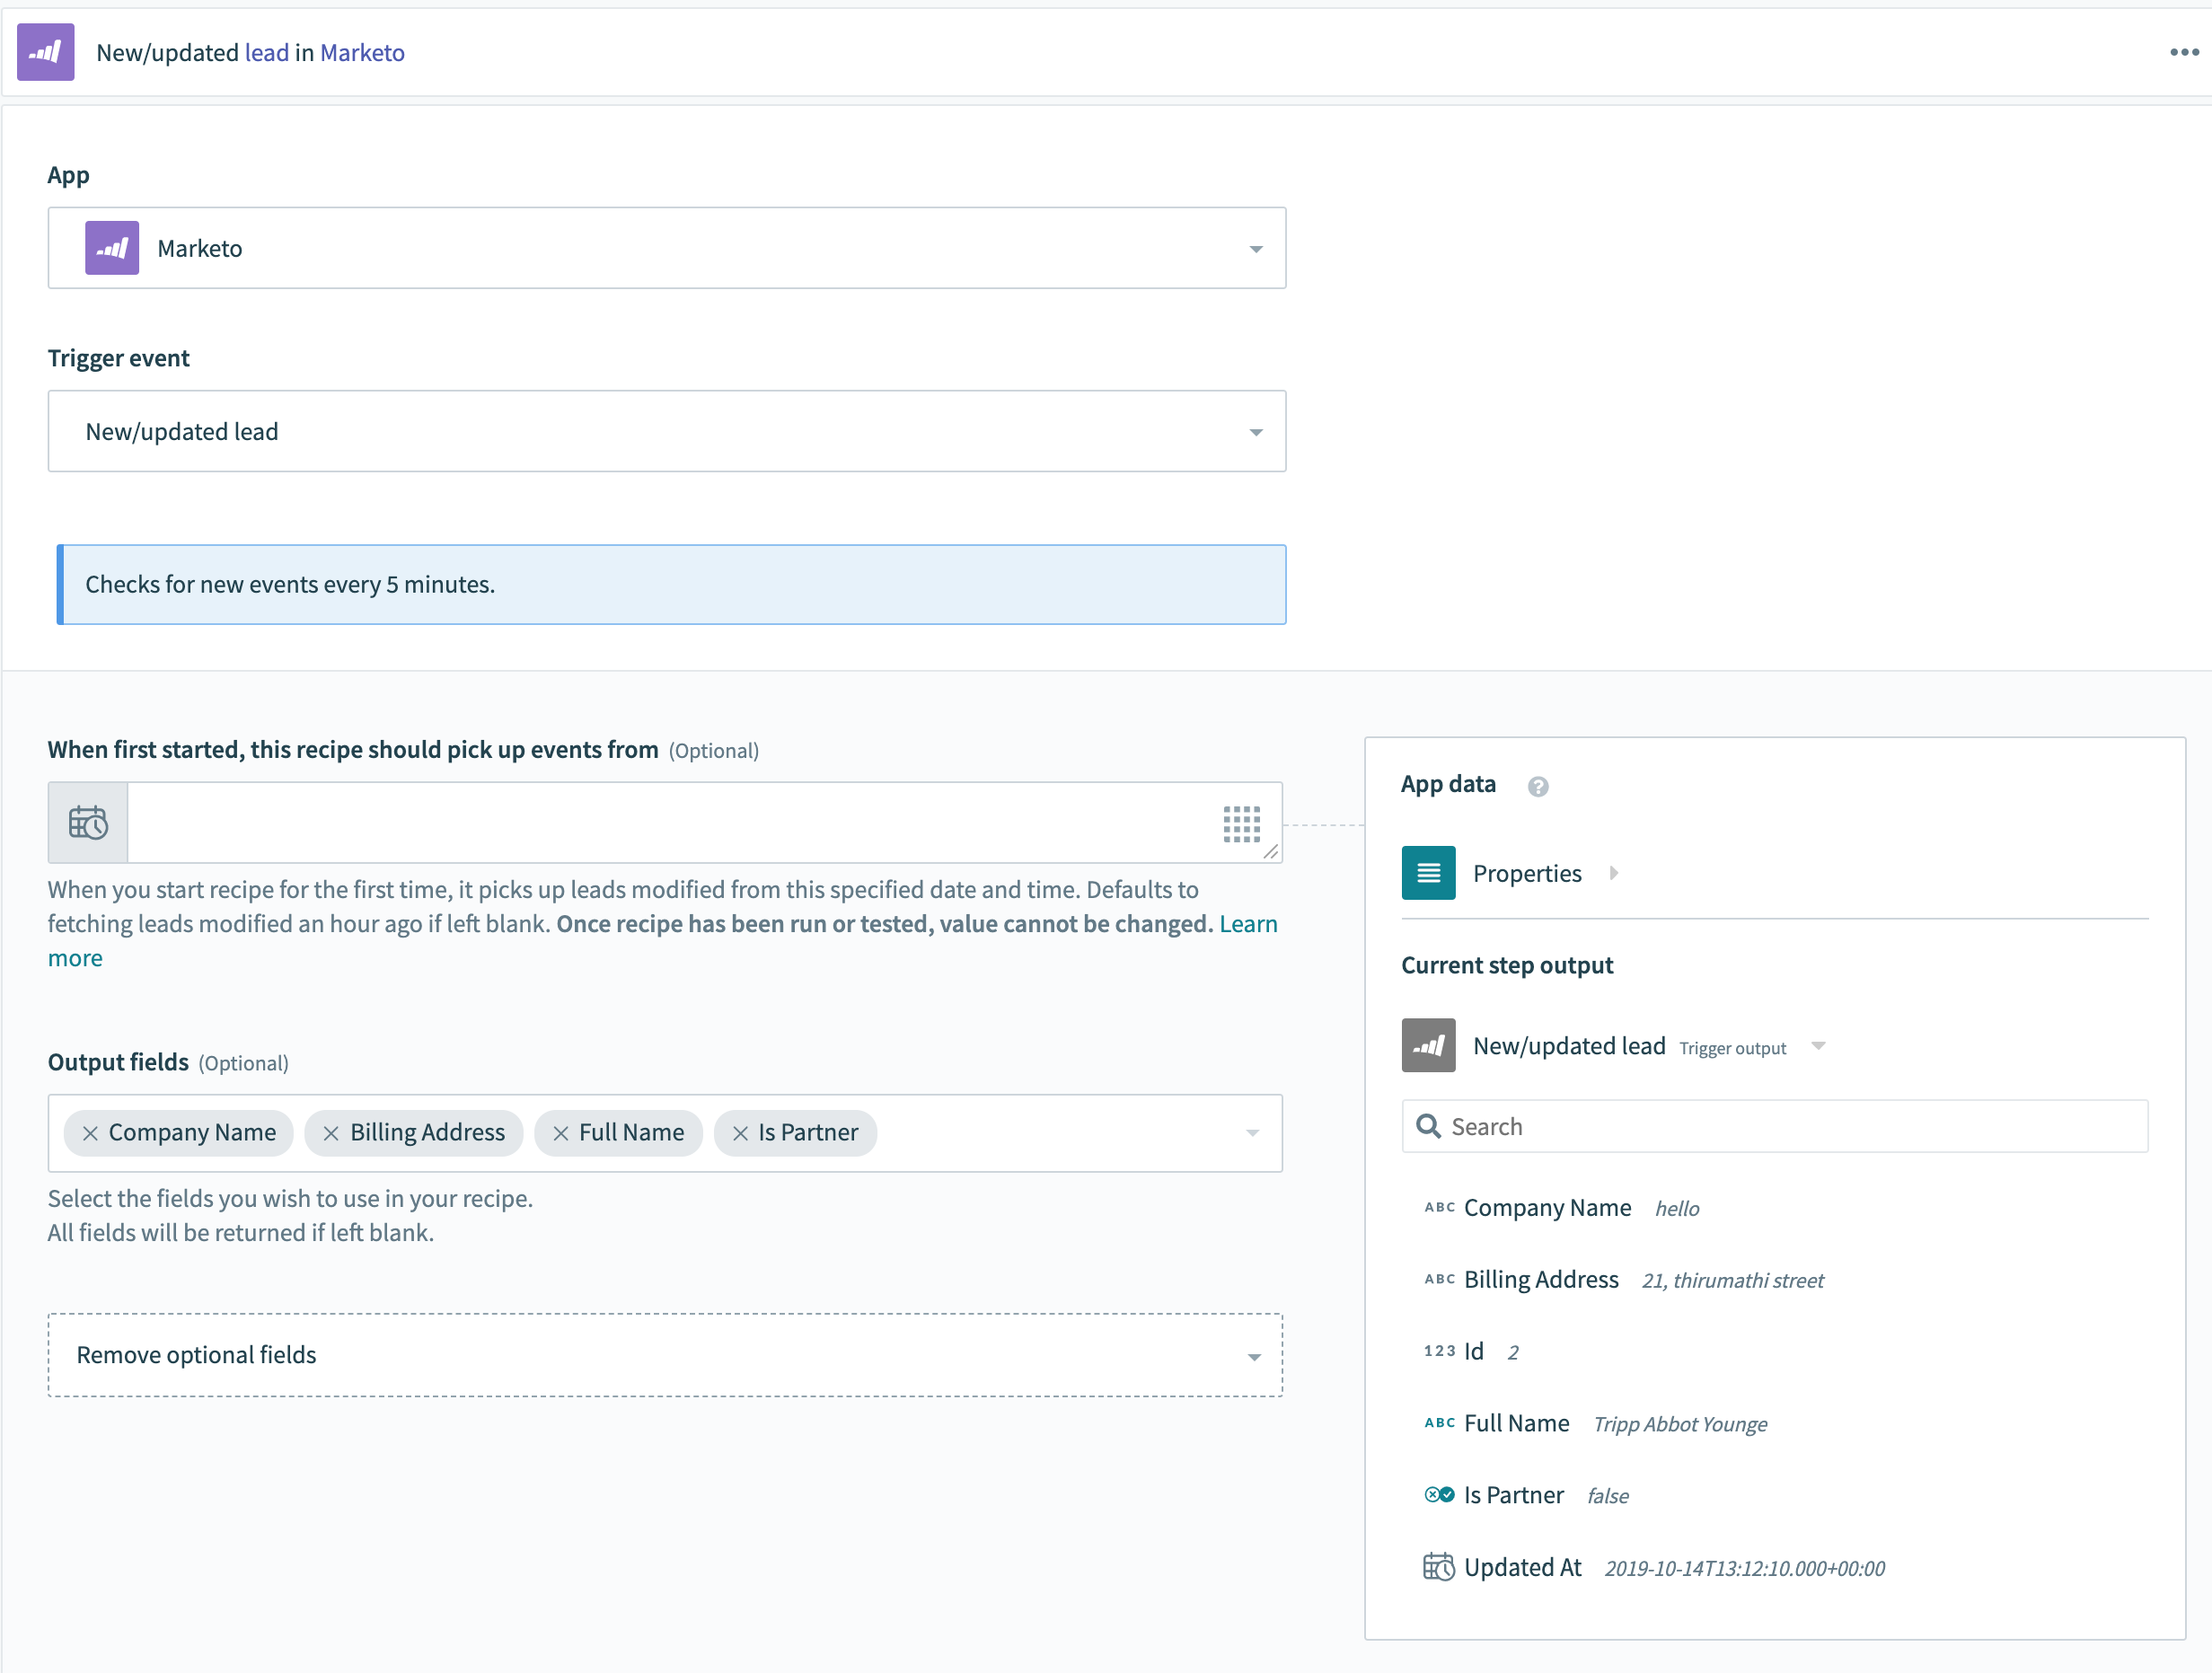 New/updated lead in Marketo
App
Marketo
Trigger event
New/updated lead
Checks for new events every 5 minutes.
When first started, this recipe should pick up events from (Optional)
When you start recipe for the first time, it picks up leads modified from this specified date and time. Defaults to
fetching leads modified an hour ago if left blank. Once recipe has been run or tested, value cannot be changed. Learn
more
Output fields (Optional)
Company Name Billing Address Full Name Is Partner
Select the fields you wish to use in your recipe.
All fields will be returned if left blank.
Remove optional fields
App data ?
Properties
Current step output
New/updated lead Trigger output
Search
ABC Company Name hello
ABC Billing Address 21, thirumathi street
123 Id 2
ABC Full Name Tripp Abbot Younge
Is Partner false
Updated At 2019-10-14T13:12:10.000+00:00